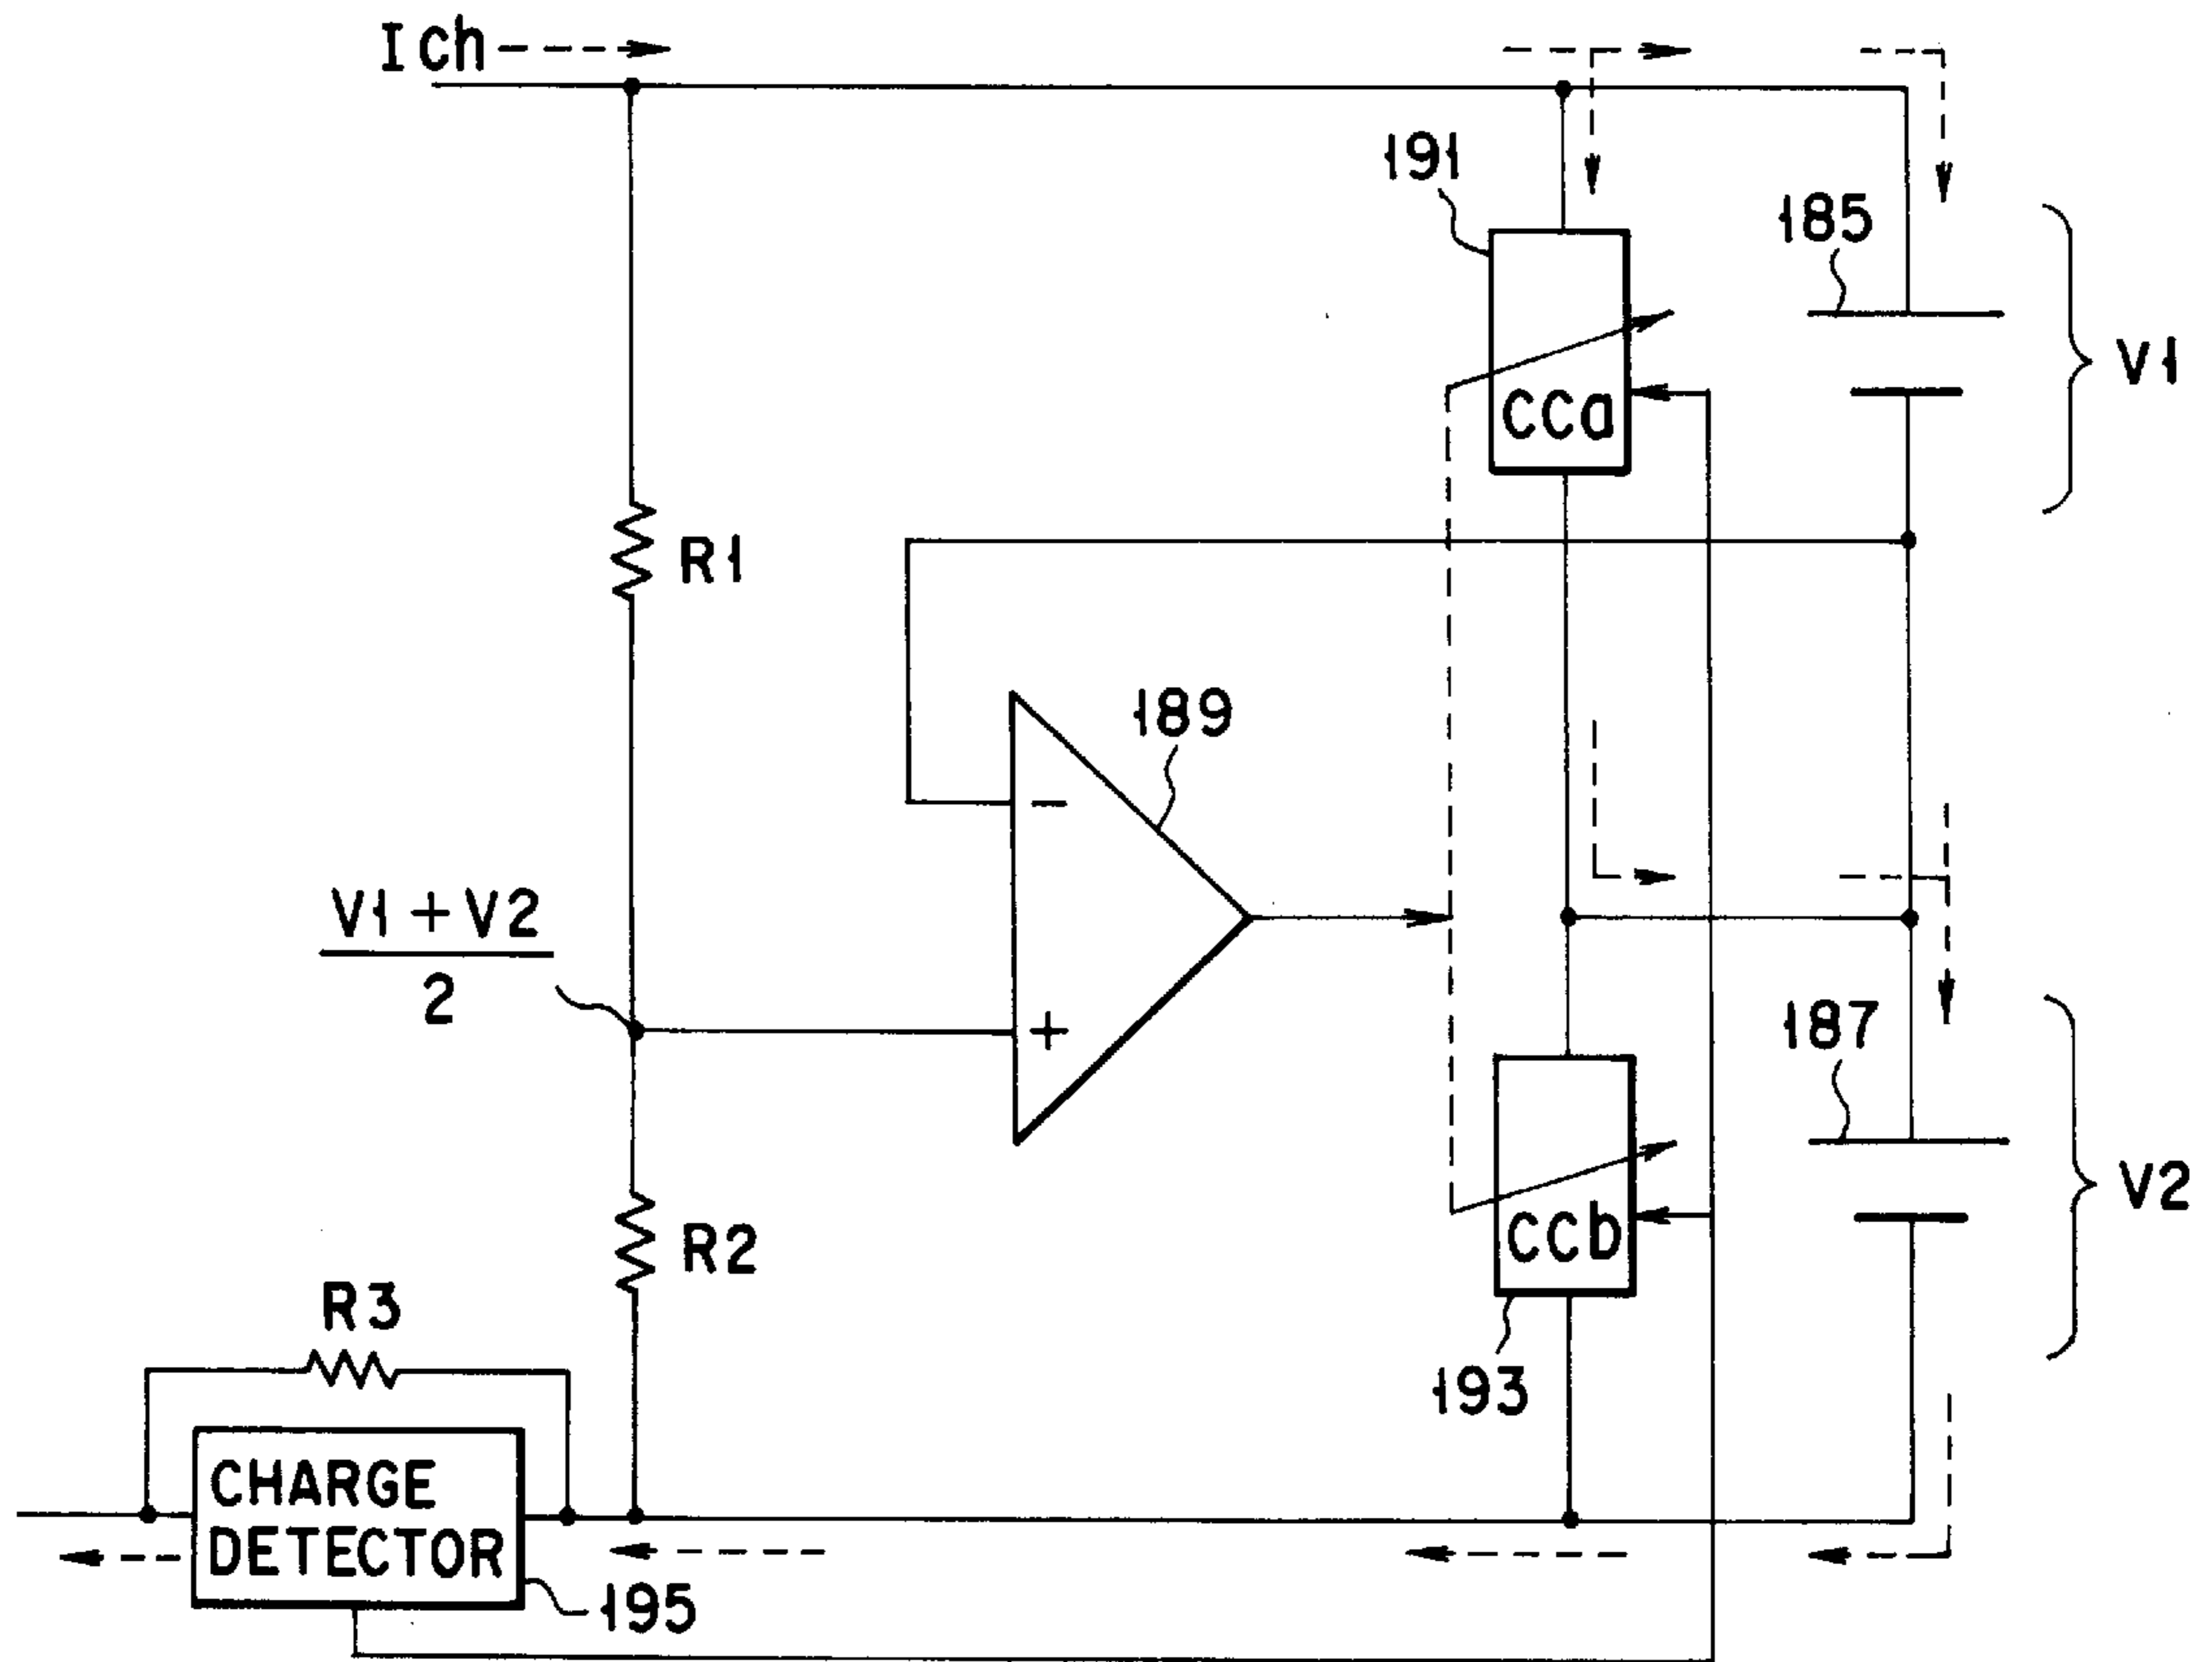 Ich
191
185
V1
CCa
R1
189
V1 + V2
2
-
+
187
V2
CCb
R2
R3
193
CHARGE
DETECTOR
195